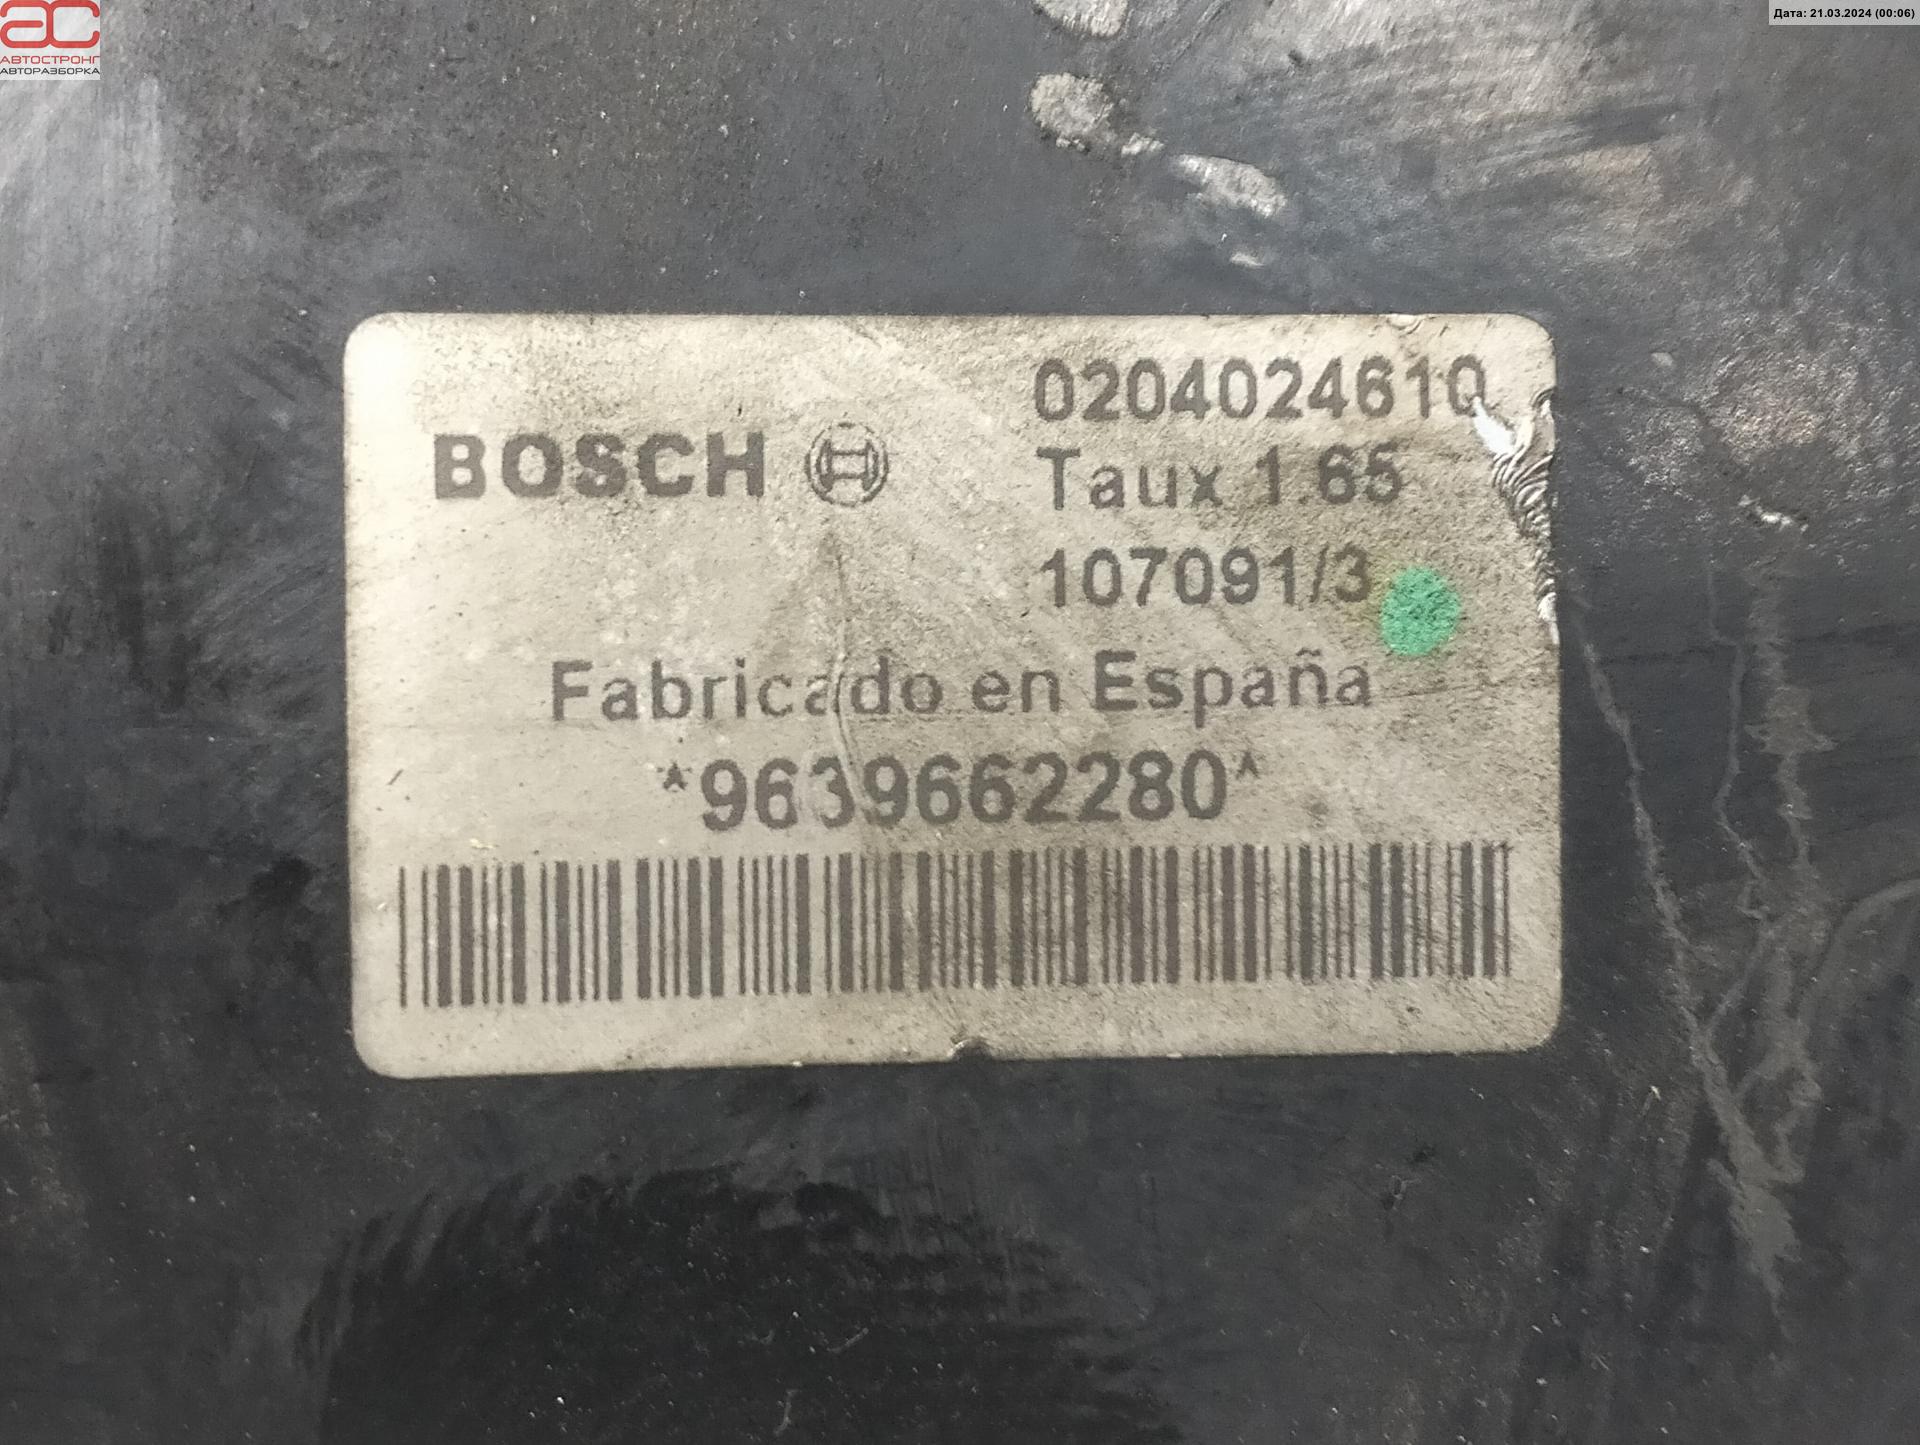 ac
АВТОСТРОНГ
АВТОРАЗБОРКА
Дата: 21.03.2024 (00:06)
0204024610
BOSCH
Taux 1.65
107091/3
Fabricado en España
*9639662280*